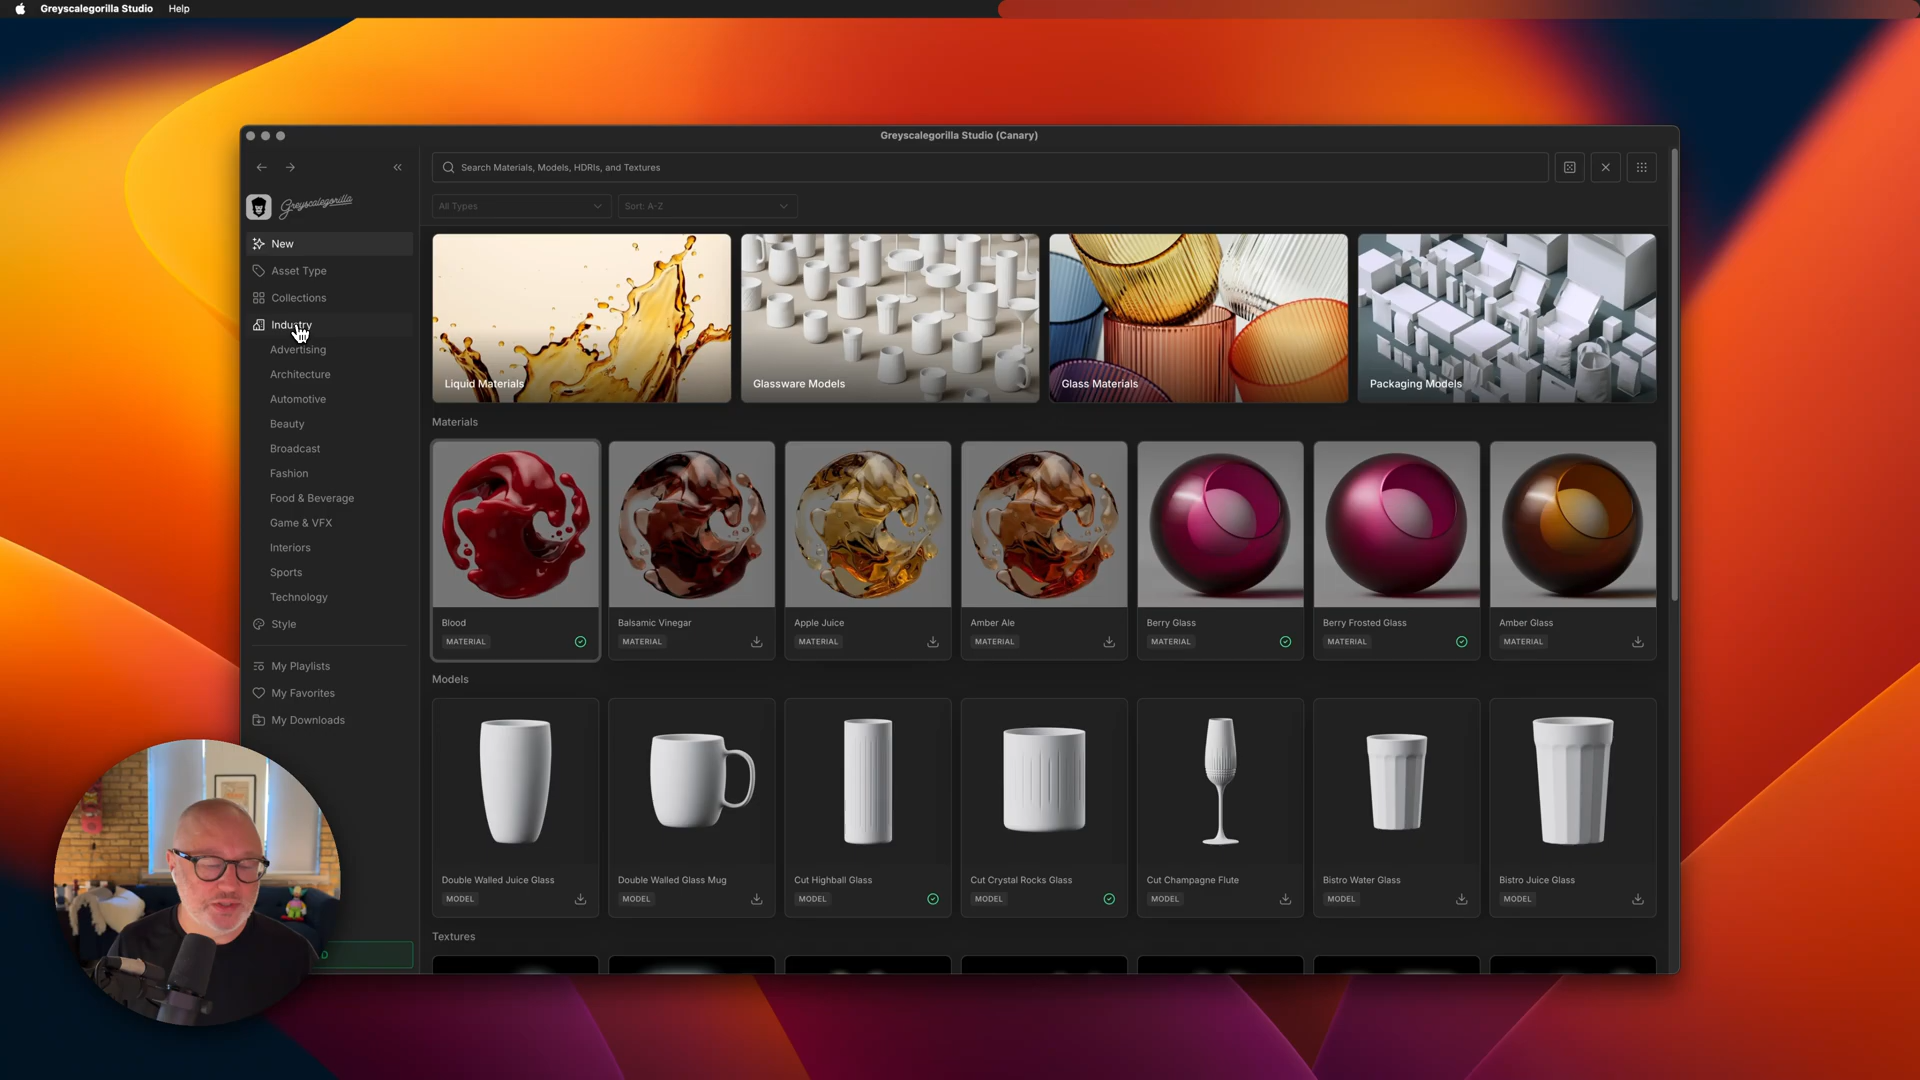 Greyscalegorilla Studio Help
Greyscalegorilla Studio (Canary)
Search Materials, Models, HDRIs, and Textures
Greyscalegorilla
All Types
Sort: A-Z
New
Asset Type
Collections
Industry
Advertising
Architecture
Automotive
Beauty
Broadcast
Fashion
Food & Beverage
Game & VFX
Interiors
Sports
Technology
Style
My Playlists
My Favorites
My Downloads
Liquid Materials
Glassware Models
Glass Materials
Packaging Models
Materials
Blood
MATERIAL
Balsamic Vinegar
MATERIAL
Apple Juice
MATERIAL
Amber Ale
MATERIAL
Berry Glass
MATERIAL
Berry Frosted Glass
MATERIAL
Amber Glass
MATERIAL
Models
Double Walled Juice Glass
MODEL
Double Walled Glass Mug
MODEL
Cut Highball Glass
MODEL
Cut Crystal Rocks Glass
MODEL
Cut Champagne Flute
MODEL
Bistro Water Glass
MODEL
Bistro Juice Glass
MODEL
Textures